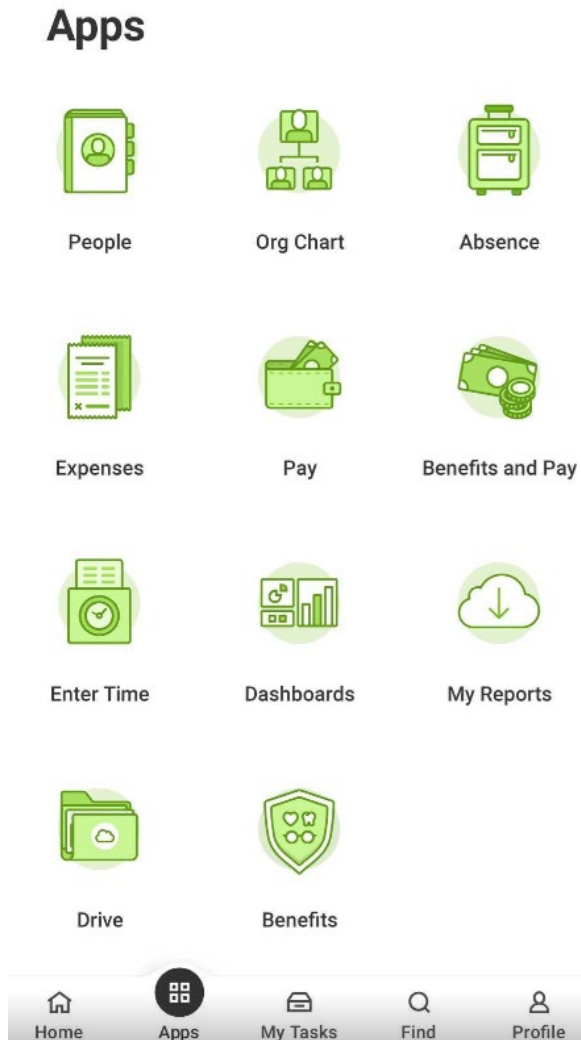 Apps
People
Org Chart
Absence
Expenses
Pay
Benefits and Pay
Enter Time
Dashboards
My Reports
Drive
Benefits
Home
Apps
My Tasks
Find
Profile